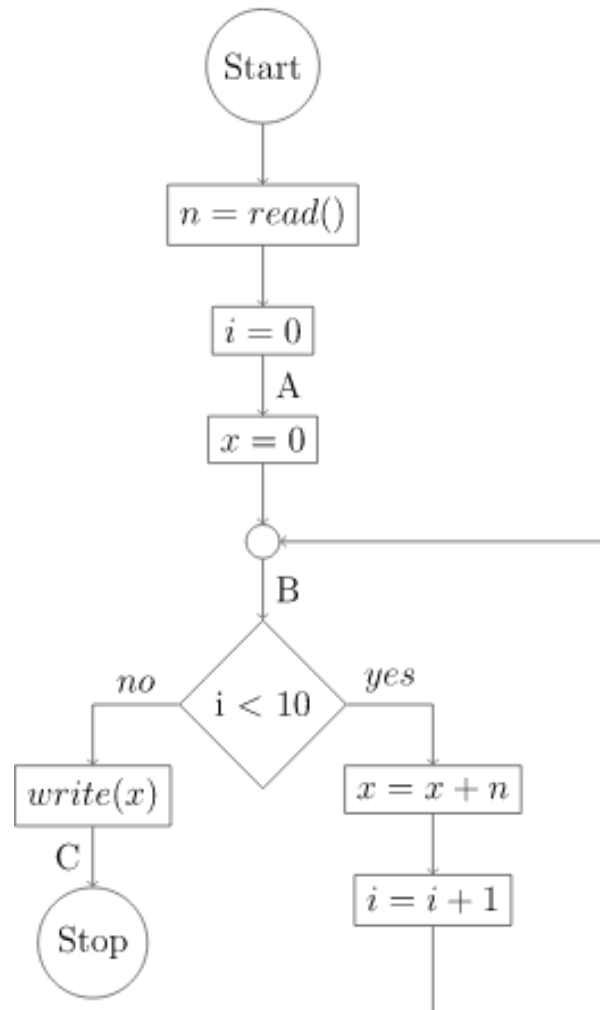 Start
n = read()
i = 0
A
x = 0
B
i < 10
no
yes
write(x)
x = x + n
C
i = i + 1
Stop